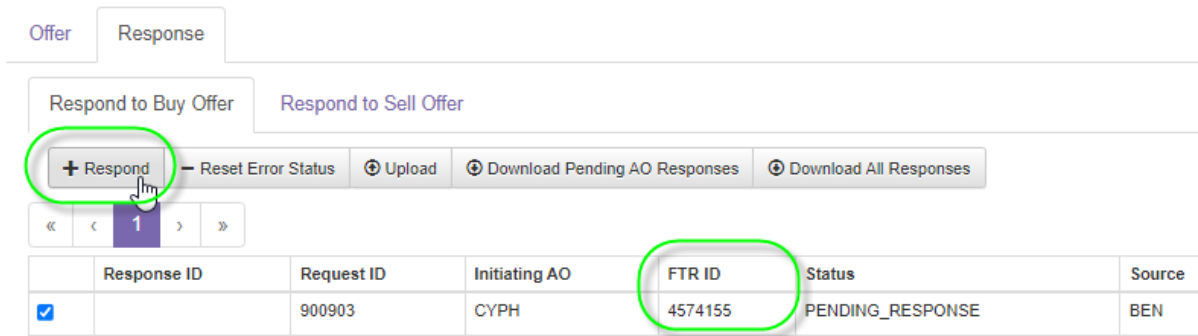 Offer Response
Respond to Buy Offer Respond to Sell Offer
+ Respond − Reset Error Status Upload Download Pending AO Responses Download All Responses
« ‹ 1 › »
Response ID Request ID Initiating AO FTR ID Status Source
900903 CYPH 4574155 PENDING_RESPONSE BEN